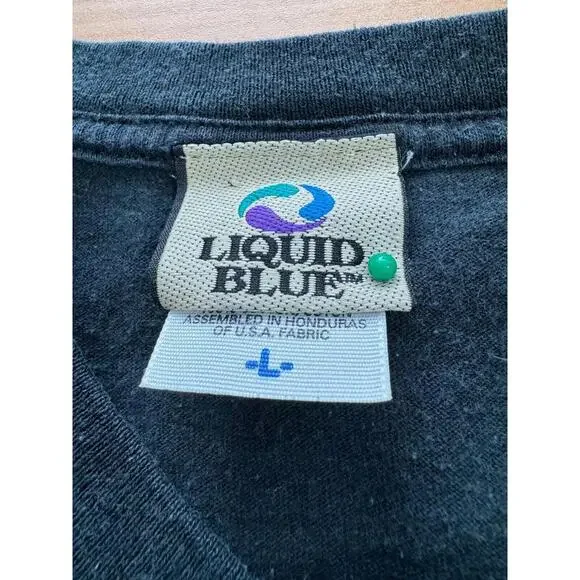 LIQUID
BLUE™
ASSEMBLED IN HONDURAS
OF U.S.A. FABRIC
-L-